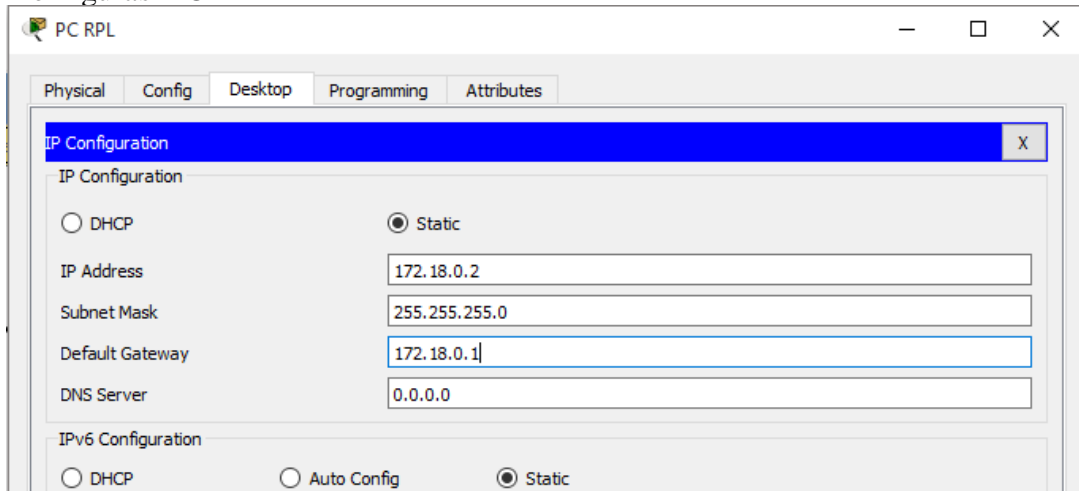 PC RPL
Physical Config Desktop Programming Attributes
IP Configuration X
IP Configuration
DHCP Static
IP Address 172.18.0.2
Subnet Mask 255.255.255.0
Default Gateway 172.18.0.1
DNS Server 0.0.0.0
IPv6 Configuration
DHCP Auto Config Static